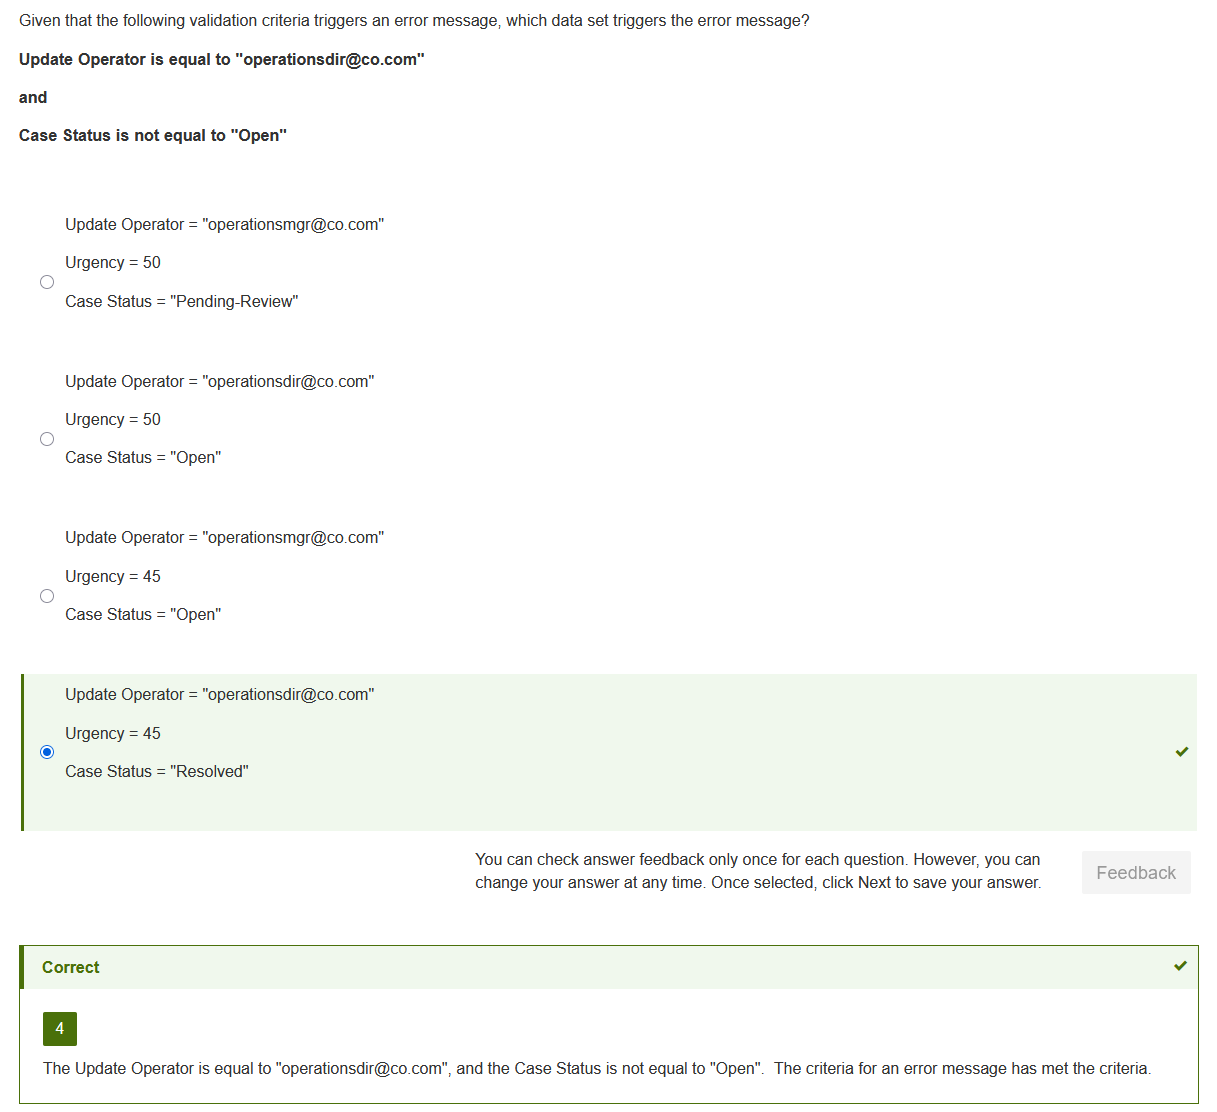 Given that the following validation criteria triggers an error message, which data set triggers the error message?
Update Operator is equal to "operationsdir@co.com"
and
Case Status is not equal to "Open"
Update Operator = "operationsmgr@co.com"
Urgency = 50
Case Status = "Pending-Review"
Update Operator = "operationsdir@co.com"
Urgency = 50
Case Status = "Open"
Update Operator = "operationsmgr@co.com"
Urgency = 45
Case Status = "Open"
Update Operator = "operationsdir@co.com"
Urgency = 45
Case Status = "Resolved"
You can check answer feedback only once for each question. However, you can
change your answer at any time. Once selected, click Next to save your answer.
Feedback
Correct
4
The Update Operator is equal to "operationsdir@co.com", and the Case Status is not equal to "Open".  The criteria for an error message has met the criteria.